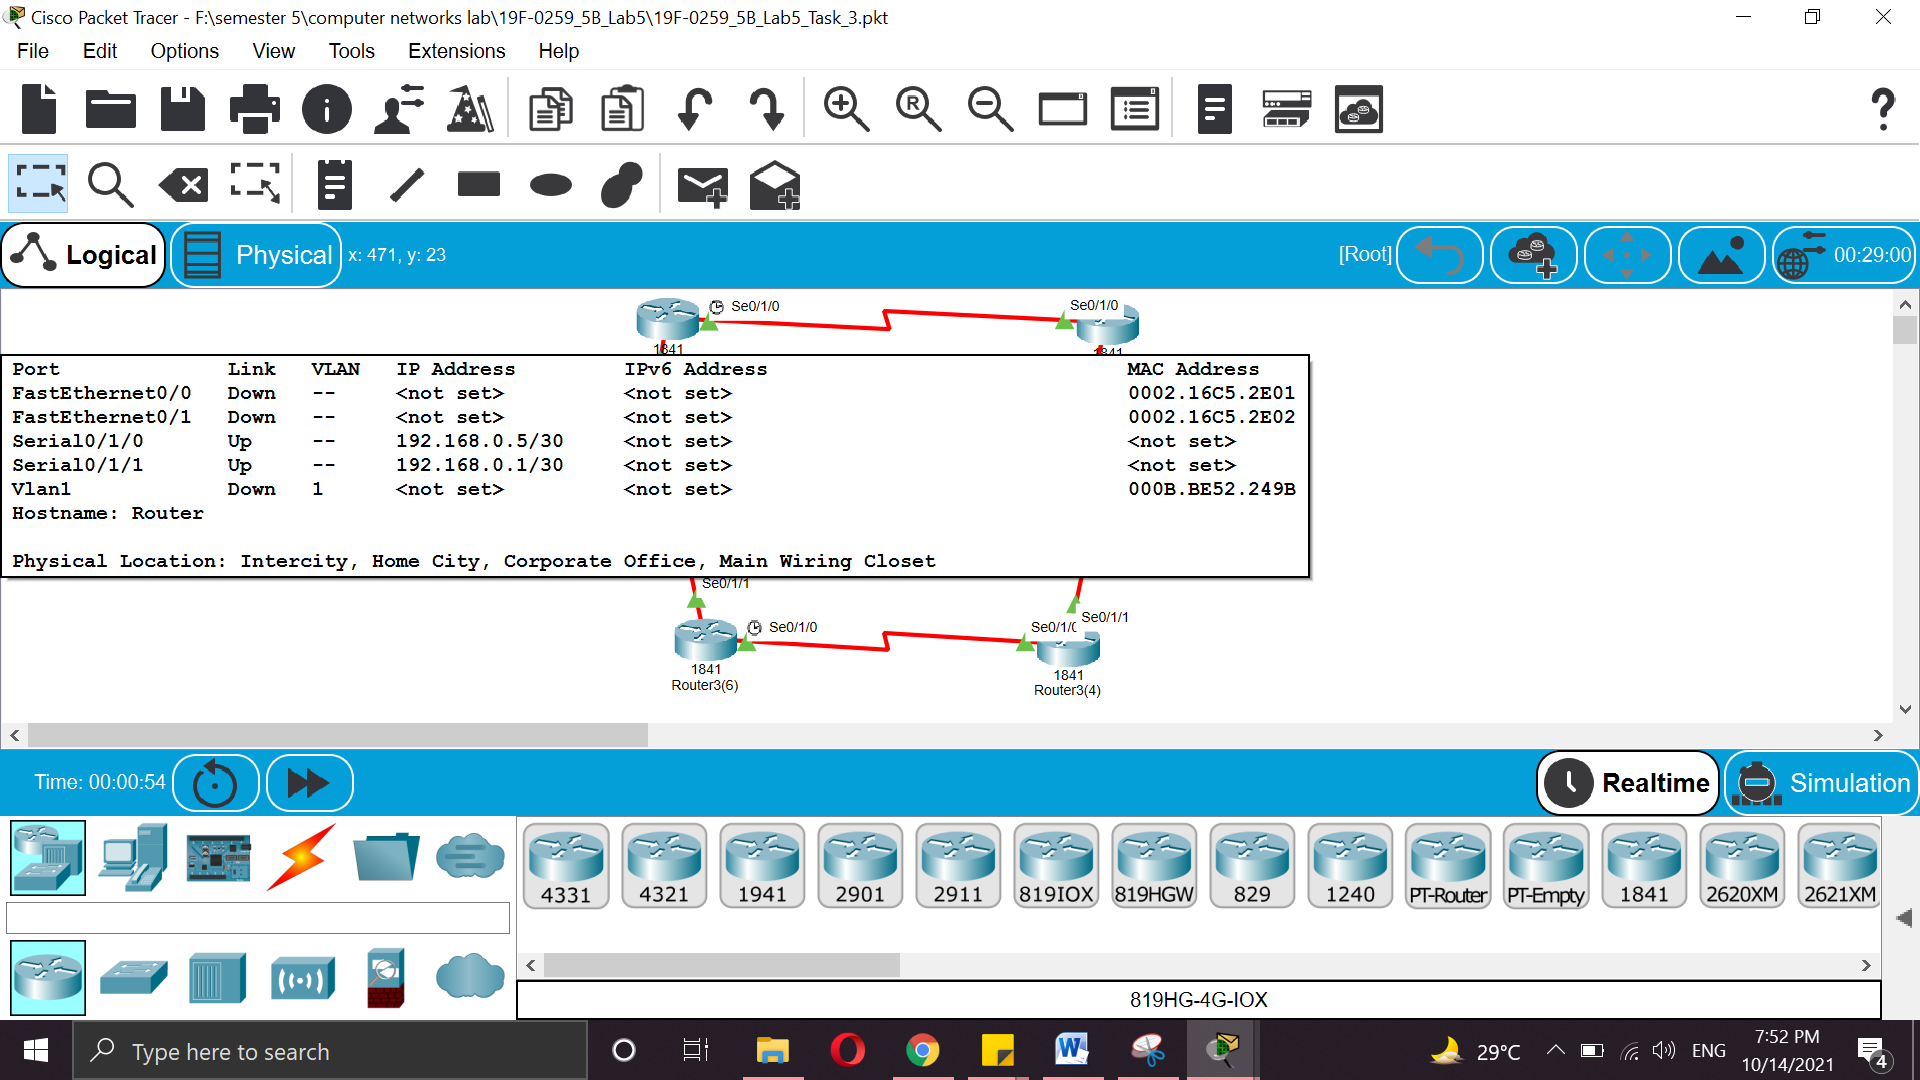 Cisco Packet Tracer - F:\semester 5\computer networks lab\19F-0259_5B_Lab5\19F-0259_5B_Lab5_Task_3.pkt
File Edit Options View Tools Extensions Help
Logical Physical x: 471, y: 23 [Root] 00:29:00
Se0/1/0 Se0/1/0
1841 1841
Port Link VLAN IP Address IPv6 Address MAC Address
FastEthernet0/0 Down -- <not set> <not set> 0002.16C5.2E01
FastEthernet0/1 Down -- <not set> <not set> 0002.16C5.2E02
Serial0/1/0 Up -- 192.168.0.5/30 <not set> <not set>
Serial0/1/1 Up -- 192.168.0.1/30 <not set> <not set>
Vlan1 Down 1 <not set> <not set> 000B.BE52.249B
Hostname: Router
Physical Location: Intercity, Home City, Corporate Office, Main Wiring Closet
Se0/1/1
Se0/1/1
Se0/1/0 Se0/1/0
1841 1841
Router3(6) Router3(4)
Time: 00:00:54 Realtime Simulation
4331 4321 1941 2901 2911 819IOX 819HGW 829 1240 PT-Router PT-Empty 1841 2620XM 2621XM
819HG-4G-IOX
Type here to search
29°C ENG 7:52 PM
10/14/2021 4